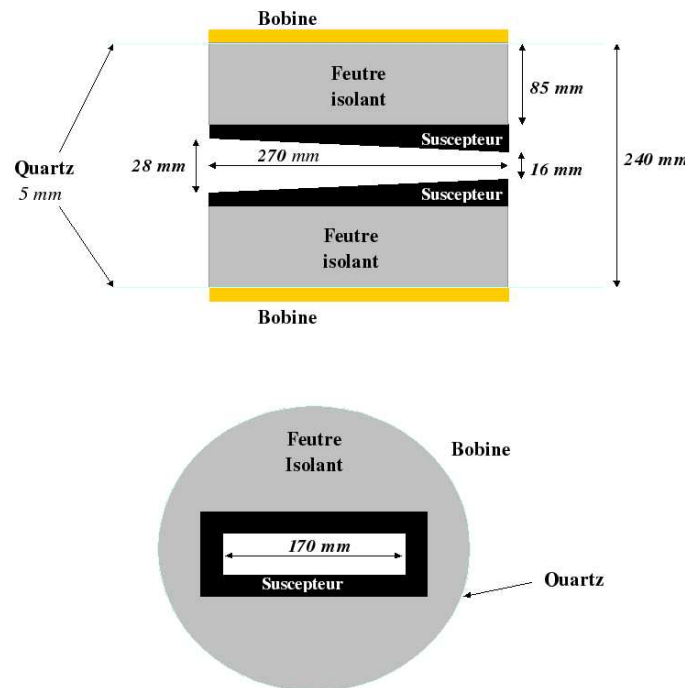 Bobine
Feutre
isolant
85 mm
Suscepteur
Quartz
5 mm
28 mm
270 mm
16 mm
240 mm
Suscepteur
Feutre
isolant
Bobine
Feutre
Isolant
Bobine
170 mm
Suscepteur
Quartz